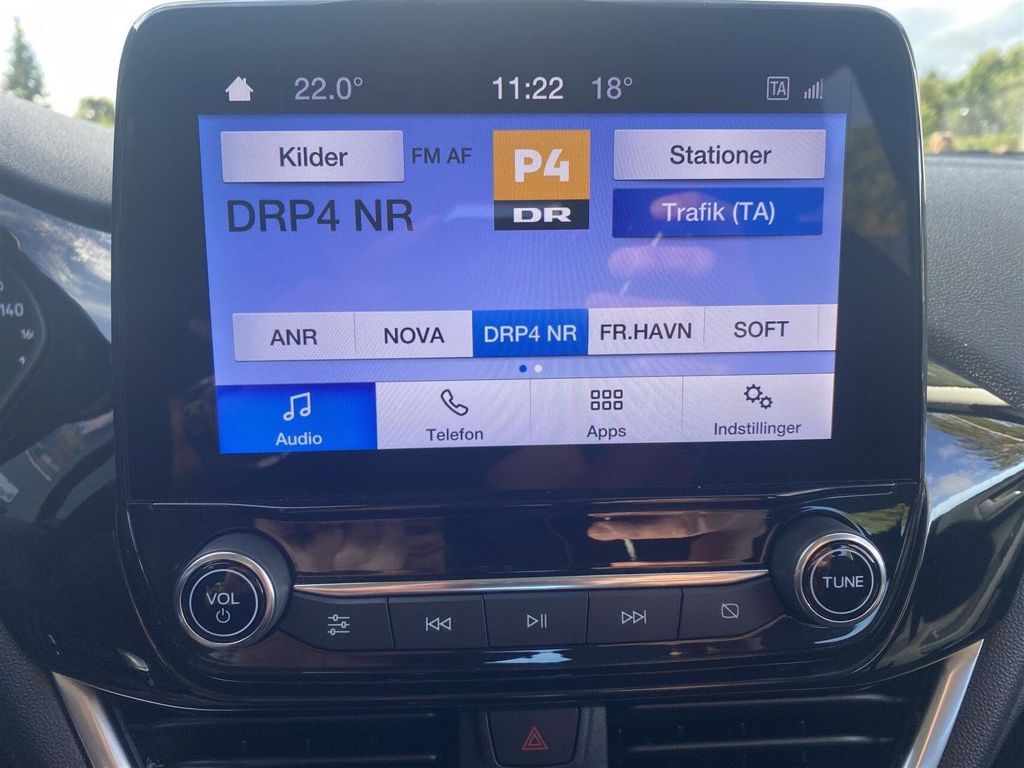 22.0° 11:22 18° TA
Kilder FM AF P4 Stationer
DRP4 NR DR Trafik (TA)
ANR NOVA DRP4 NR FR.HAVN SOFT
Audio Telefon Apps Indstillinger
140
VOL TUNE